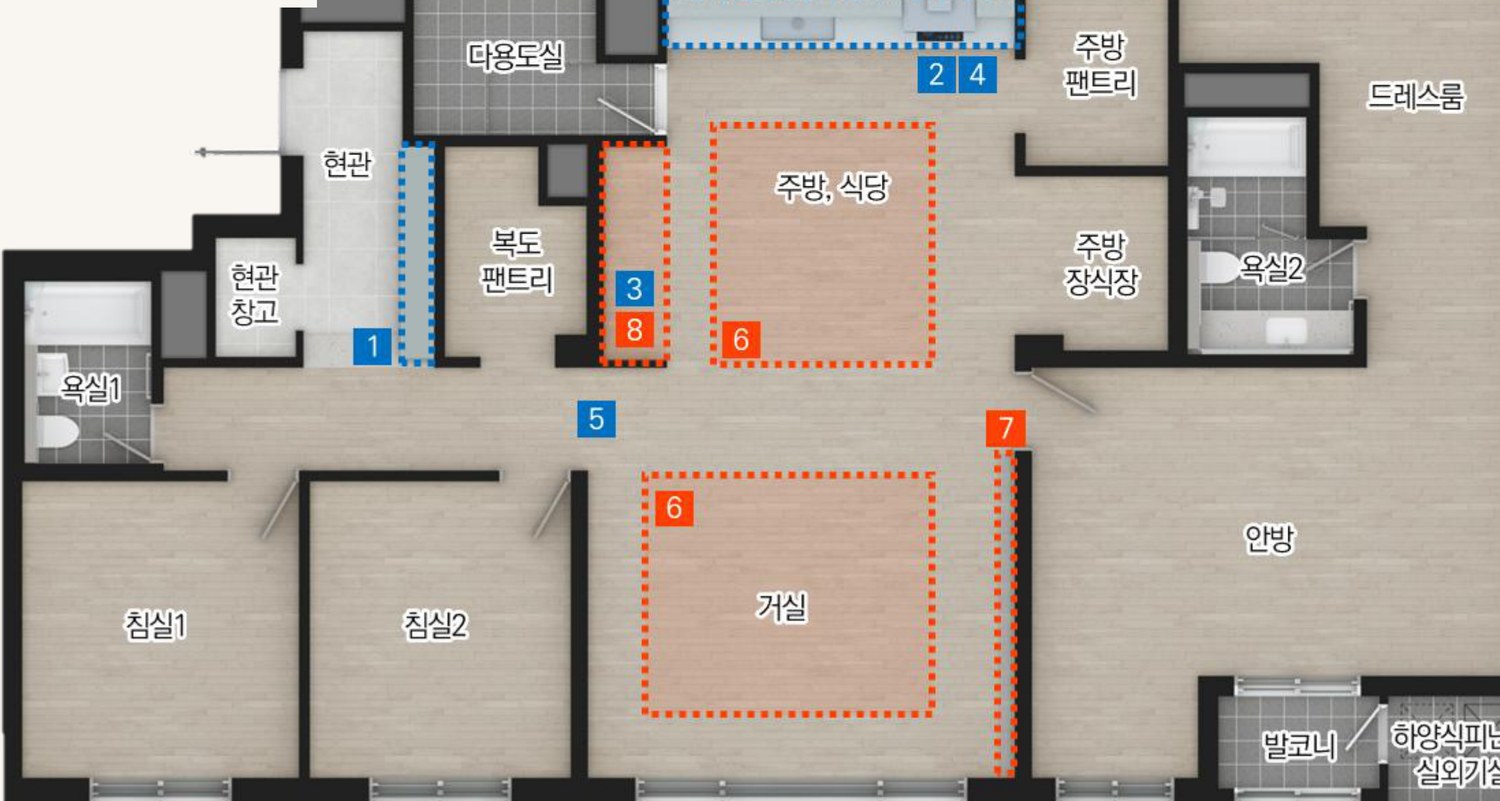 2 4
다용도실
주방
팬트리
드레스룸
현관
주방, 식당
복도
팬트리
주방
장식장
욕실2
현관
창고
3
8
6
1
욕실1
5
7
6
침실1
침실2
거실
안방
발코니
하양식피난
실외기실